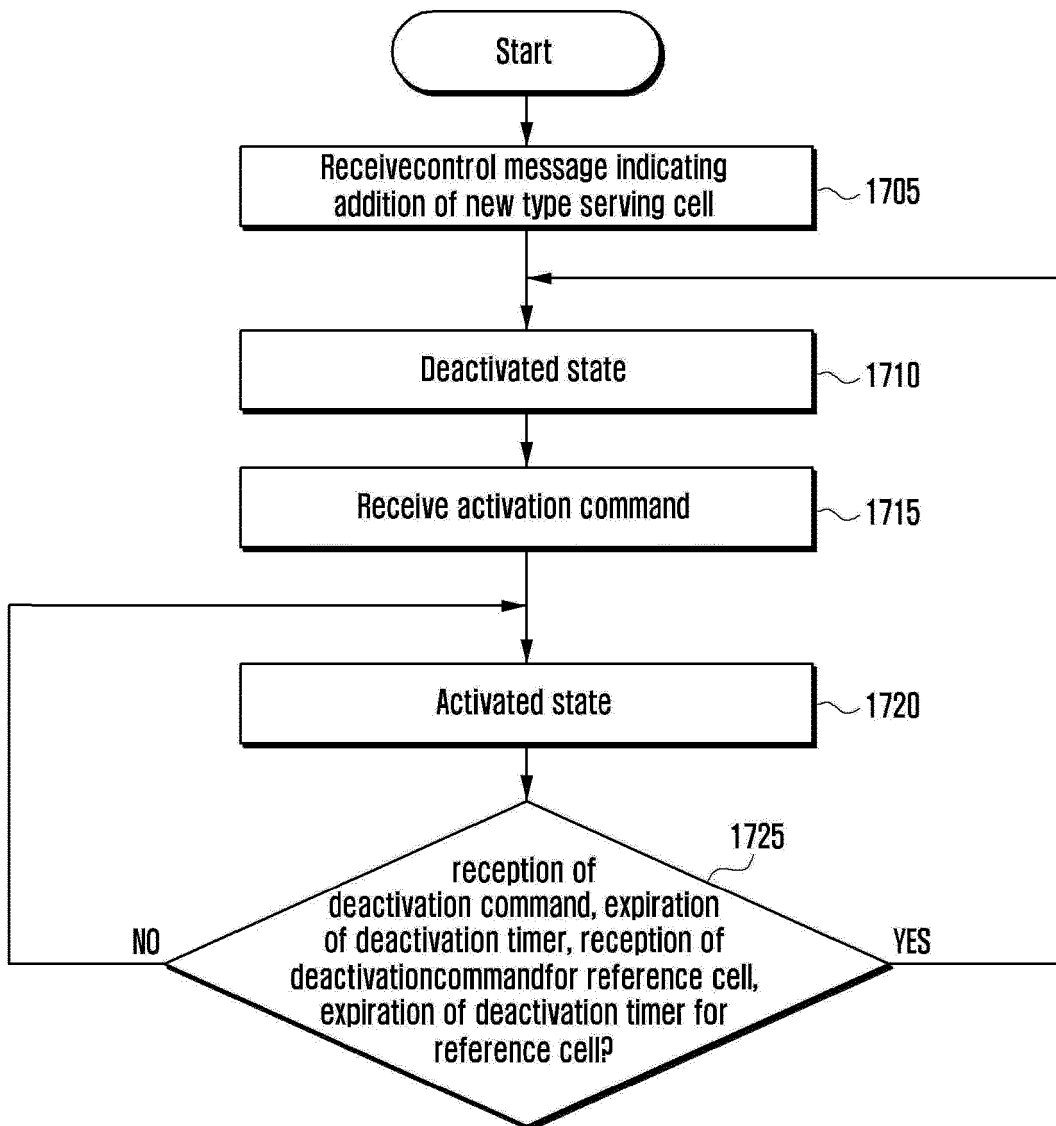 Start
Receivecontrol message indicating
addition of new type serving cell
1705
Deactivated state
1710
Receive activation command
1715
Activated state
1720
1725
reception of
deactivation command, expiration
of deactivation timer, reception of
deactivationcommandfor reference cell,
expiration of deactivation timer for
reference cell?
NO
YES